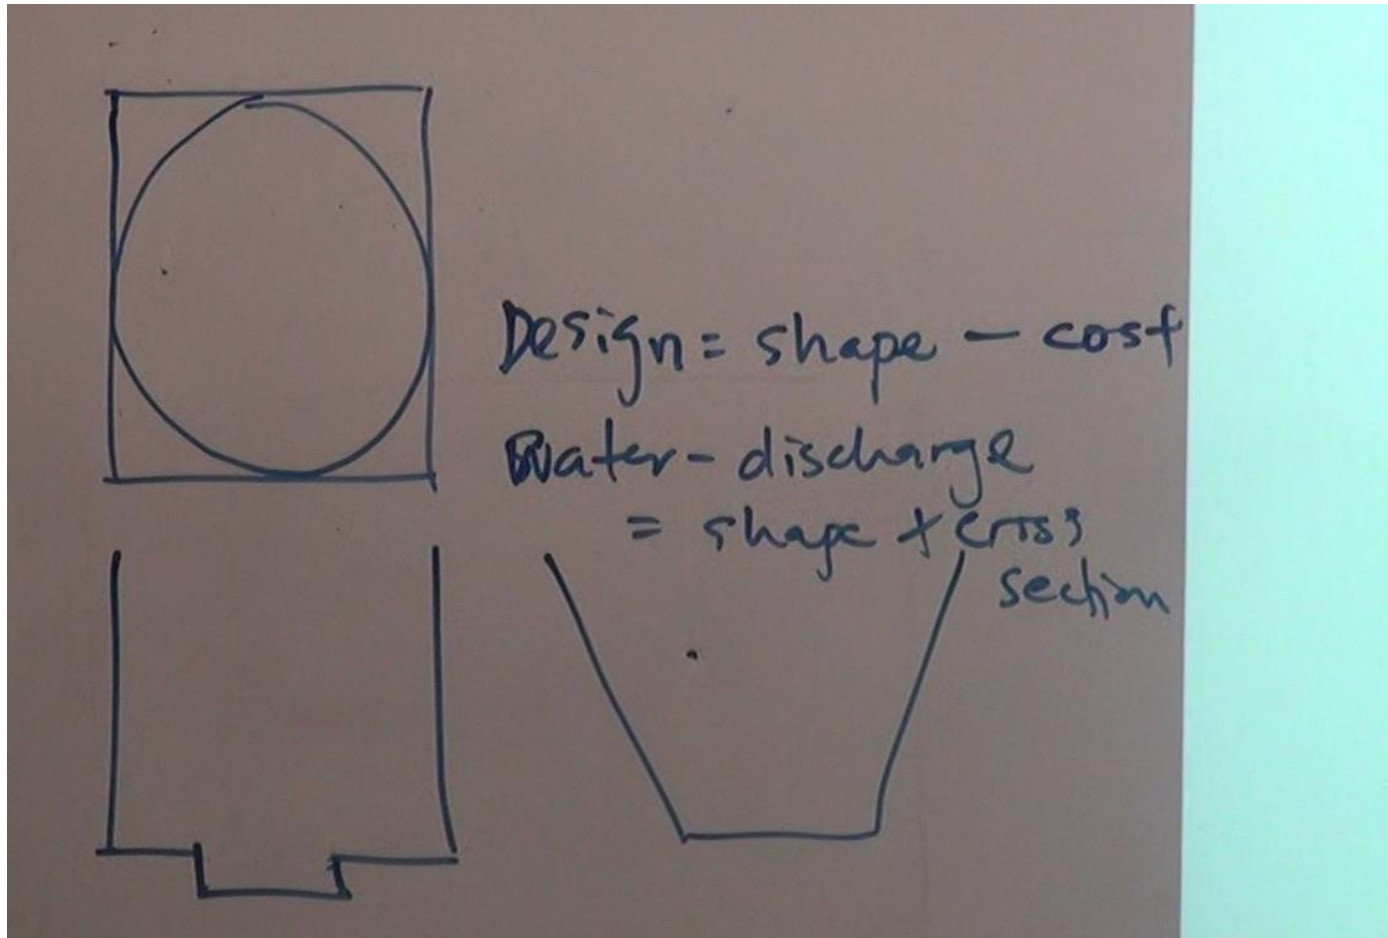 Design = shape - cost
Water - discharge
= shape + cross
section